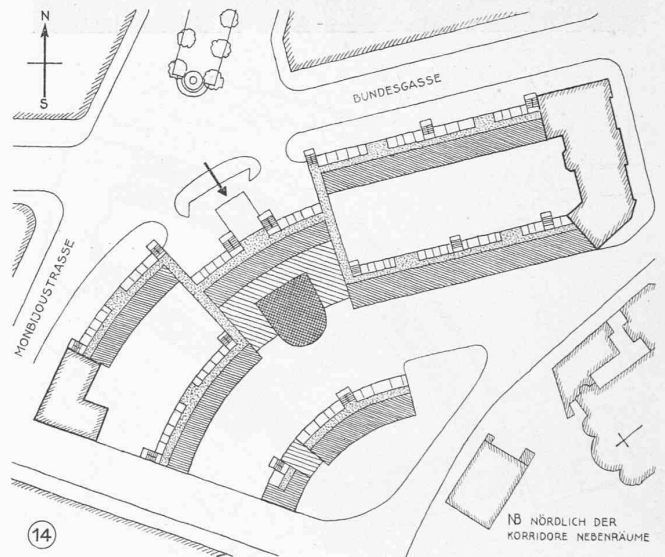 N
S
BUNDESGASSE
MONBIJOUSTRASSE
14
NB NÖRDLICH DER
KORRIDORE NEBENRÄUME